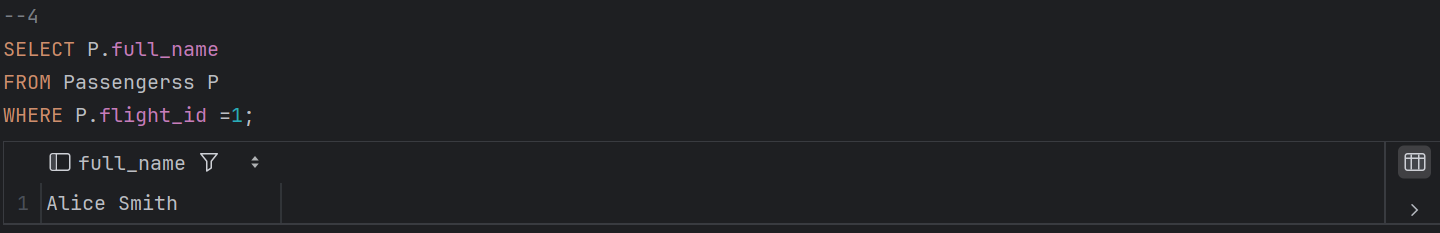 --4
SELECT P.full_name
FROM Passengerss P
WHERE P.flight_id =1;
full_name
1 Alice Smith